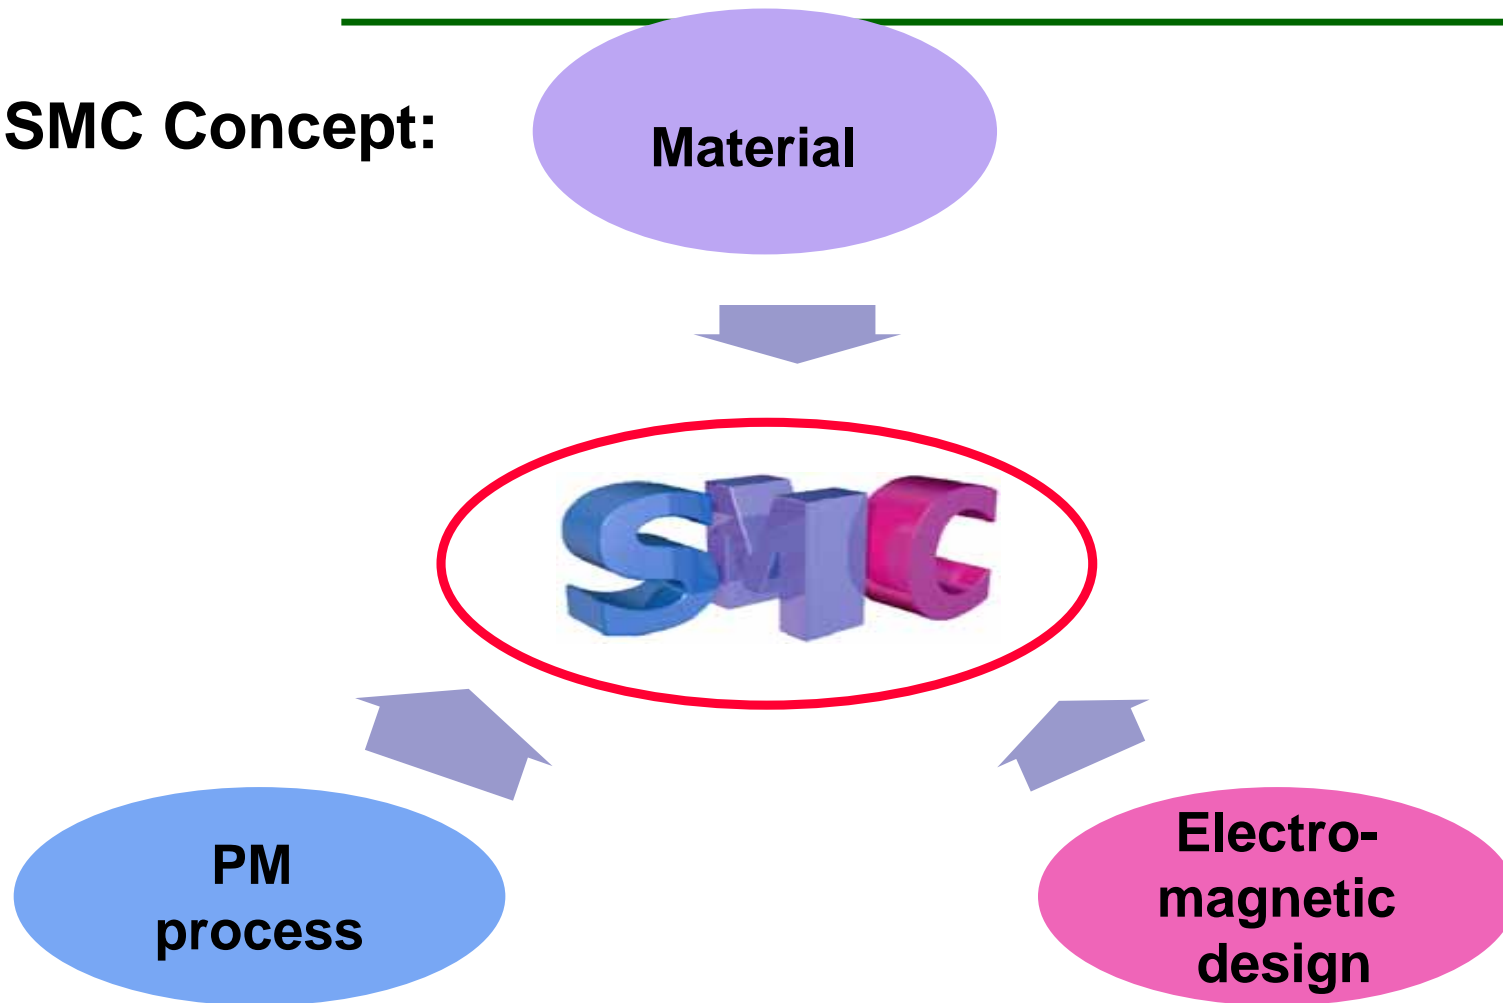 SMC Concept:
Material
SMC
PM
process
Electro-
magnetic
design